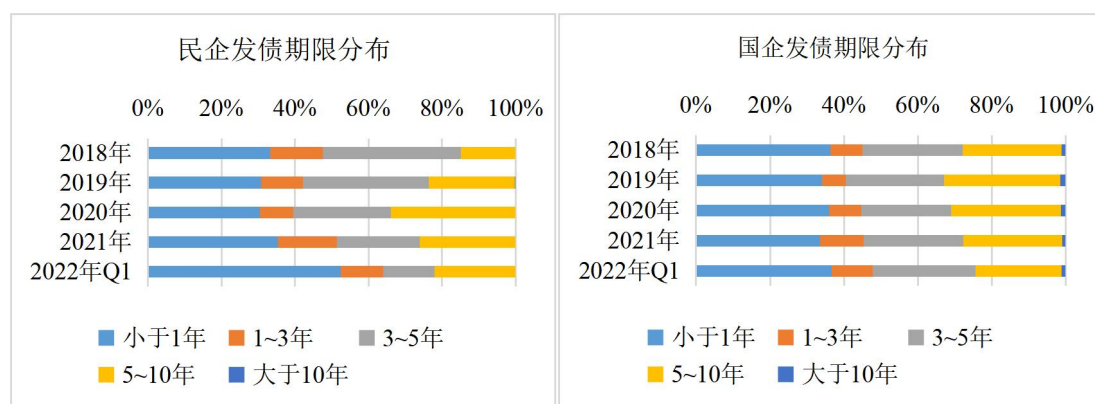 民企发债期限分布
0% 20% 40% 60% 80% 100%
2018年
2019年
2020年
2021年
2022年Q1
小于1年 1~3年 3~5年
5~10年 大于10年
国企发债期限分布
0% 20% 40% 60% 80% 100%
2018年
2019年
2020年
2021年
2022年Q1
小于1年 1~3年 3~5年
5~10年 大于10年